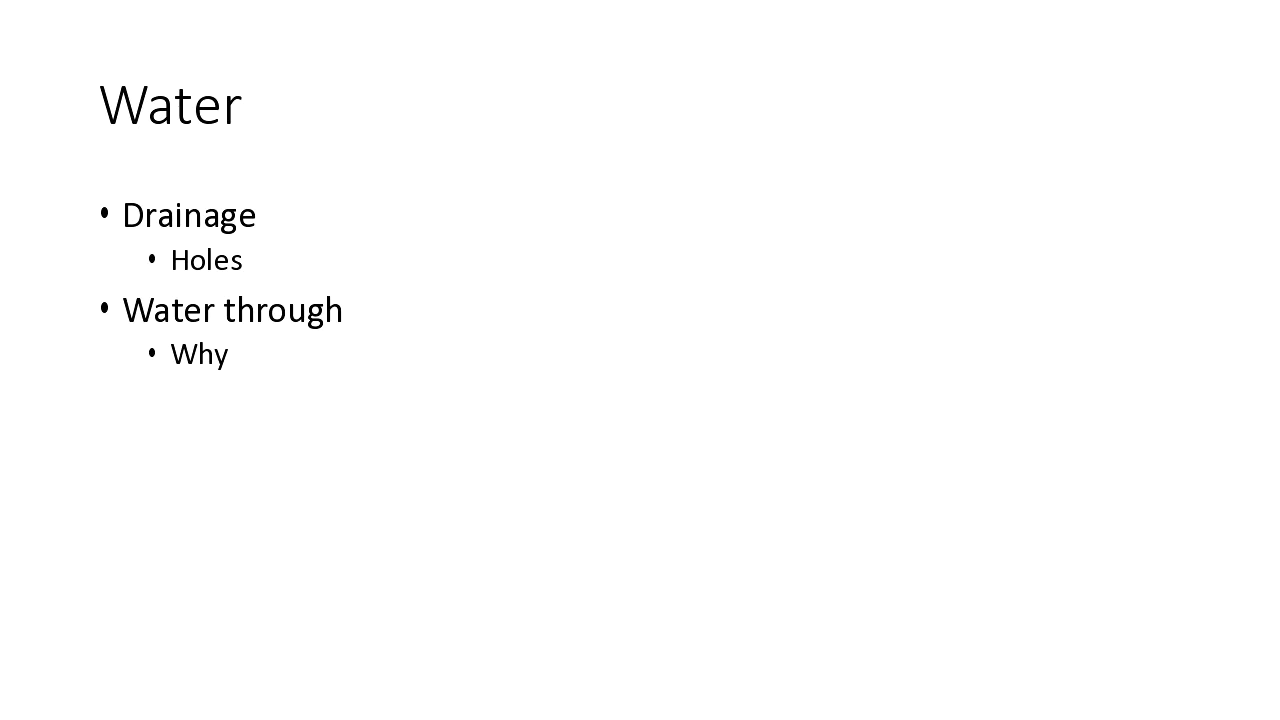 Water
• Drainage
• Holes
• Water through
• Why